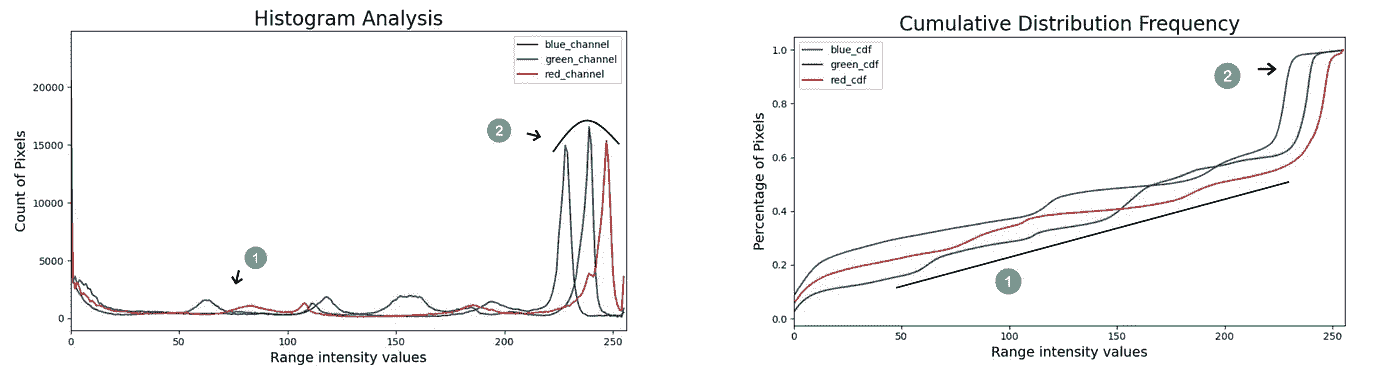 Histogram Analysis
blue_channel
green_channel
red_channel
20000
15000
10000
5000
0
Count of Pixels
2
1
0
50
100
150
200
250
Range intensity values
Cumulative Distribution Frequency
blue_cdf
green_cdf
red_cdf
1.0
0.8
0.6
0.4
0.2
0.0
Percentage of Pixels
2
1
0
50
100
150
200
250
Range intensity values